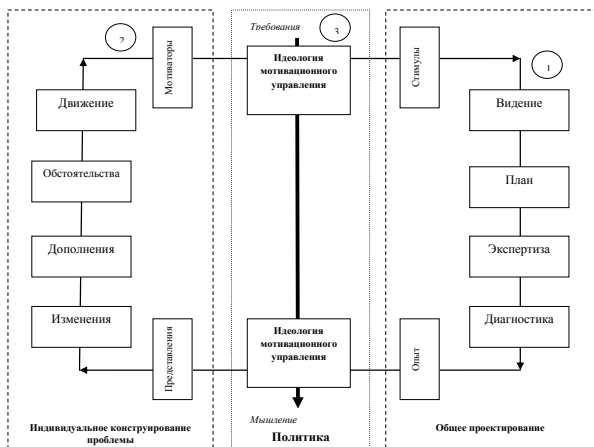 2
Мотиваторы
Движение
Обстоятельства
Дополнения
Изменения
Представления
Индивидуальное конструирование
проблемы
Требования
3
Идеология
мотивационного
управления
Идеология
мотивационного
управления
Мышление
Политика
Стимулы
1
Видение
План
Экспертиза
Диагностика
Опыт
Общее проектирование